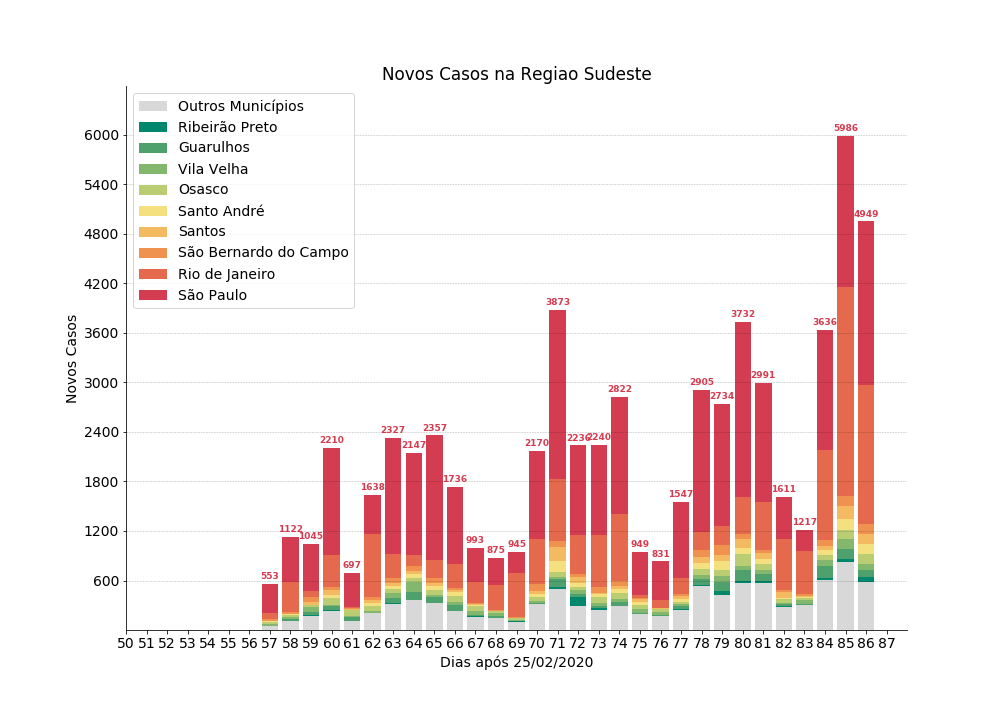 Novos Casos na Regiao Sudeste
Outros Municípios
Ribeirão Preto
Guarulhos
Vila Velha
Osasco
Santo André
Santos
São Bernardo do Campo
Rio de Janeiro
São Paulo
Novos Casos
6000
5400
4800
4200
3600
3000
2400
1800
1200
600
553
1122
1045
2210
697
1638
2327
2147
2357
1736
993
875
945
2170
3873
2236
2240
2822
949
831
1547
2905
2734
3732
2991
1611
1217
3636
5986
4949
50 51 52 53 54 55 56 57 58 59 60 61 62 63 64 65 66 67 68 69 70 71 72 73 74 75 76 77 78 79 80 81 82 83 84 85 86 87
Dias após 25/02/2020